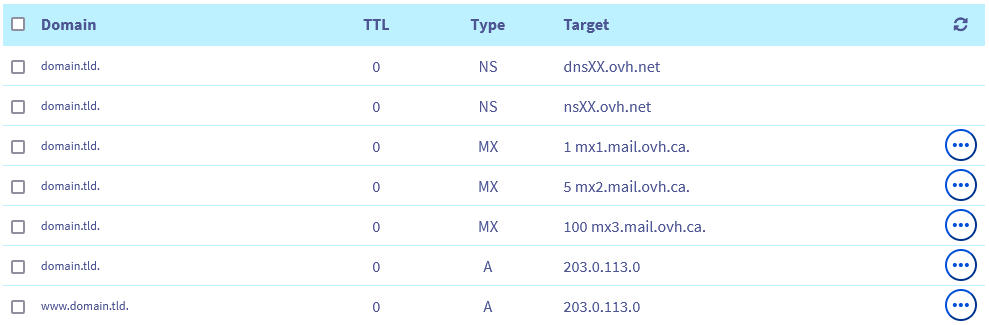 Domain TTL Type Target
domain.tld. 0 NS dnsXX.ovh.net
domain.tld. 0 NS nsXX.ovh.net
domain.tld. 0 MX 1 mx1.mail.ovh.ca.
domain.tld. 0 MX 5 mx2.mail.ovh.ca.
domain.tld. 0 MX 100 mx3.mail.ovh.ca.
domain.tld. 0 A 203.0.113.0
www.domain.tld. 0 A 203.0.113.0